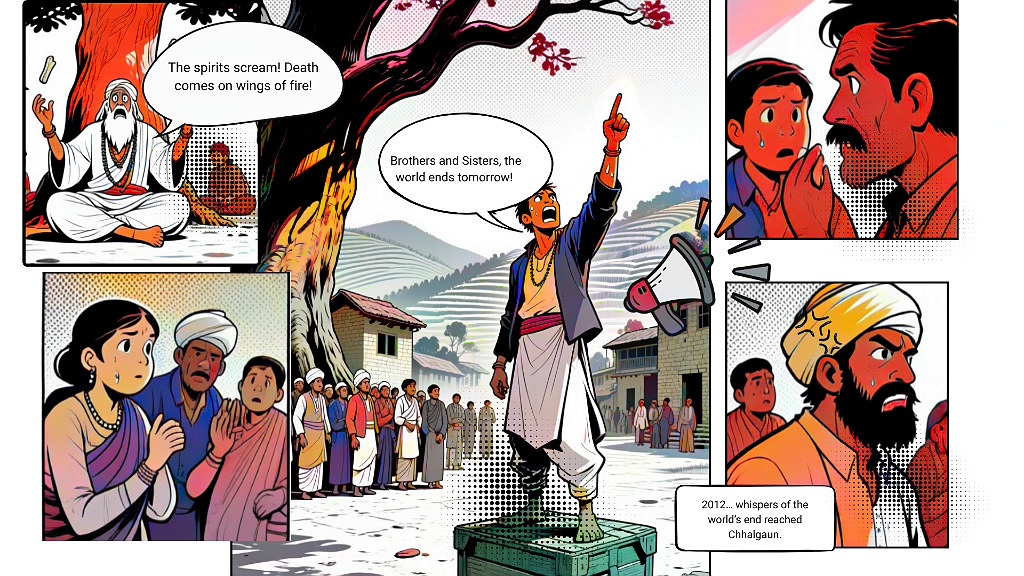 The spirits scream! Death
comes on wings of fire!
Brothers and Sisters, the
world ends tomorrow!
2012... whispers of the
world's end reached
Chhalgaun.